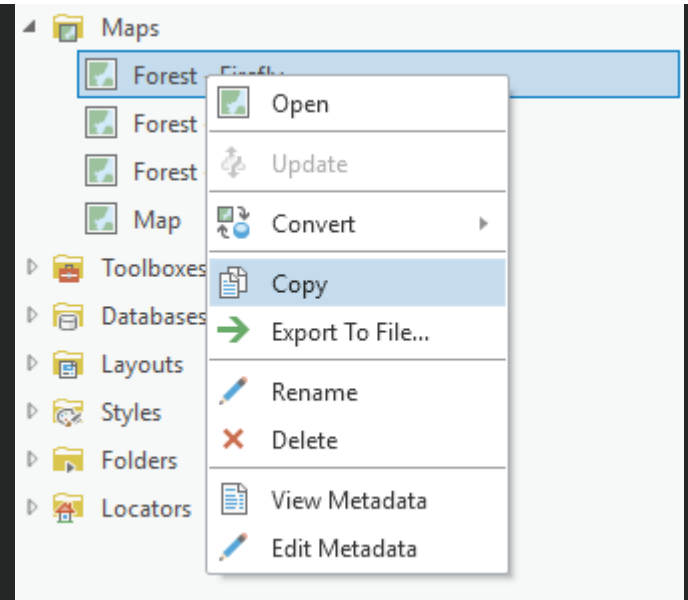 Maps
Forest - Firefly
Forest
Forest
Map
Toolboxes
Databases
Layouts
Styles
Folders
Locators
Open
Update
Convert
Copy
Export To File...
Rename
Delete
View Metadata
Edit Metadata